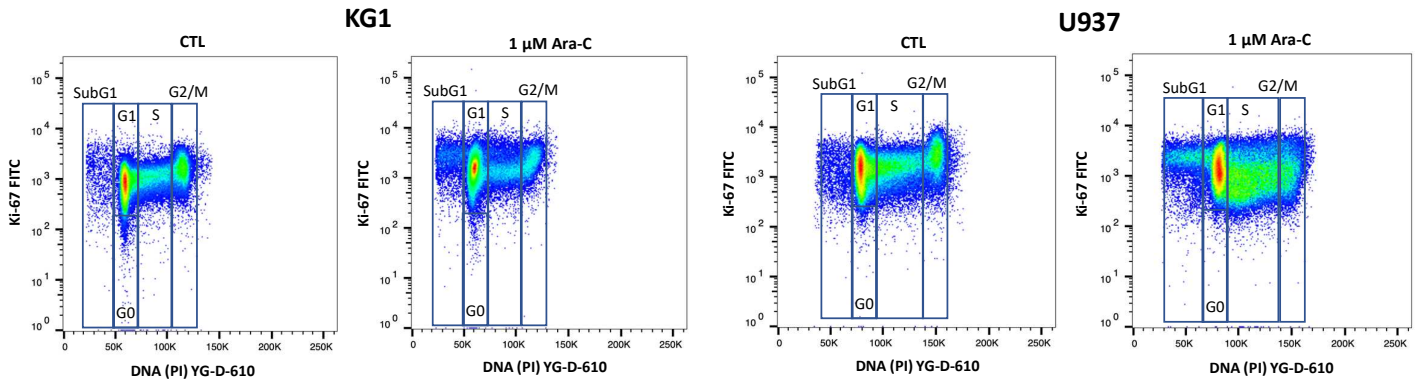 KG1
CTL
Ki-67 FITC
10^5
10^4
10^3
10^2
10^1
10^0
SubG1
G1
S
G2/M
G0
0
50K
100K
150K
200K
250K
DNA (PI) YG-D-610
1 µM Ara-C
Ki-67 FITC
10^5
10^4
10^3
10^2
10^1
10^0
SubG1
G1
S
G2/M
G0
0
50K
100K
150K
200K
250K
DNA (PI) YG-D-610
U937
CTL
Ki-67 FITC
10^5
10^4
10^3
10^2
10^1
10^0
SubG1
G1
S
G2/M
G0
0
50K
100K
150K
200K
250K
DNA (PI) YG-D-610
1 µM Ara-C
Ki-67 FITC
10^5
10^4
10^3
10^2
10^1
10^0
SubG1
G1
S
G2/M
G0
0
50K
100K
150K
200K
250K
DNA (PI) YG-D-610